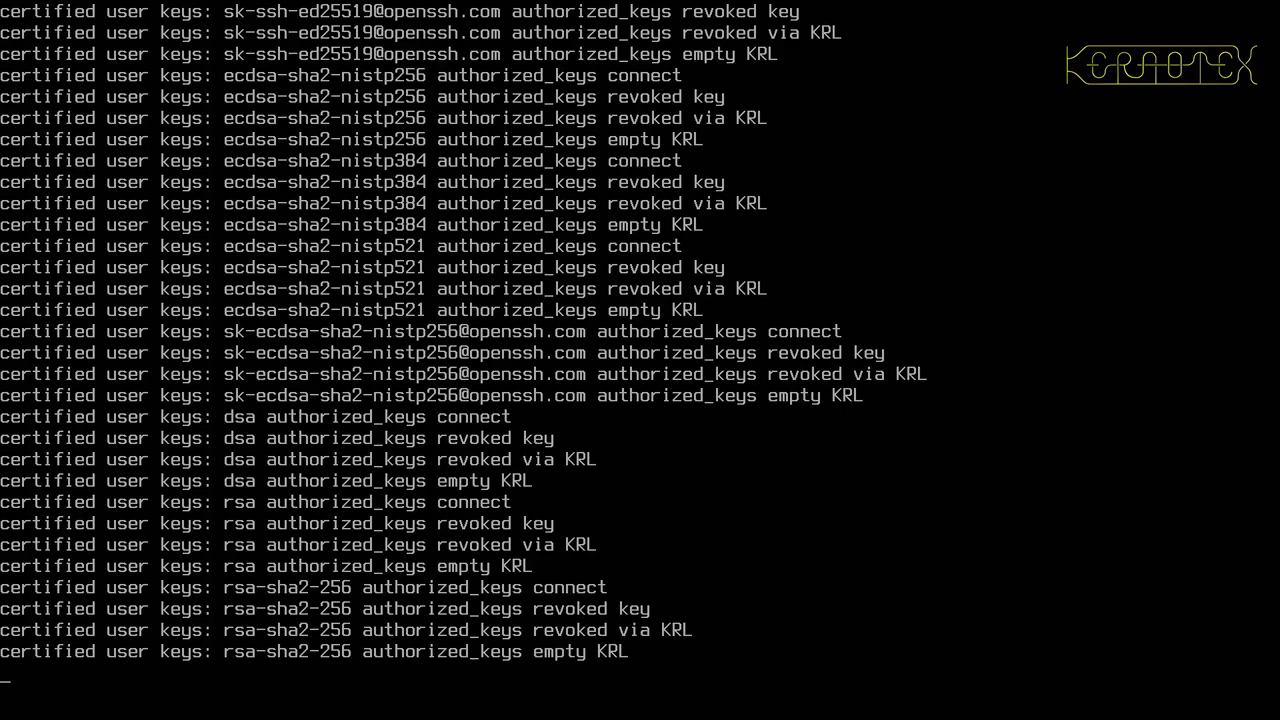 certified user keys: sk-ssh-ed25519@openssh.com authorized_keys revoked key
certified user keys: sk-ssh-ed25519@openssh.com authorized_keys revoked via KRL
certified user keys: sk-ssh-ed25519@openssh.com authorized_keys empty KRL
certified user keys: ecdsa-sha2-nistp256 authorized_keys connect
certified user keys: ecdsa-sha2-nistp256 authorized_keys revoked key
certified user keys: ecdsa-sha2-nistp256 authorized_keys revoked via KRL
certified user keys: ecdsa-sha2-nistp256 authorized_keys empty KRL
certified user keys: ecdsa-sha2-nistp384 authorized_keys connect
certified user keys: ecdsa-sha2-nistp384 authorized_keys revoked key
certified user keys: ecdsa-sha2-nistp384 authorized_keys revoked via KRL
certified user keys: ecdsa-sha2-nistp384 authorized_keys empty KRL
certified user keys: ecdsa-sha2-nistp521 authorized_keys connect
certified user keys: ecdsa-sha2-nistp521 authorized_keys revoked key
certified user keys: ecdsa-sha2-nistp521 authorized_keys revoked via KRL
certified user keys: ecdsa-sha2-nistp521 authorized_keys empty KRL
certified user keys: sk-ecdsa-sha2-nistp256@openssh.com authorized_keys connect
certified user keys: sk-ecdsa-sha2-nistp256@openssh.com authorized_keys revoked key
certified user keys: sk-ecdsa-sha2-nistp256@openssh.com authorized_keys revoked via KRL
certified user keys: sk-ecdsa-sha2-nistp256@openssh.com authorized_keys empty KRL
certified user keys: dsa authorized_keys connect
certified user keys: dsa authorized_keys revoked key
certified user keys: dsa authorized_keys revoked via KRL
certified user keys: dsa authorized_keys empty KRL
certified user keys: rsa authorized_keys connect
certified user keys: rsa authorized_keys revoked key
certified user keys: rsa authorized_keys revoked via KRL
certified user keys: rsa authorized_keys empty KRL
certified user keys: rsa-sha2-256 authorized_keys connect
certified user keys: rsa-sha2-256 authorized_keys revoked key
certified user keys: rsa-sha2-256 authorized_keys revoked via KRL
certified user keys: rsa-sha2-256 authorized_keys empty KRL